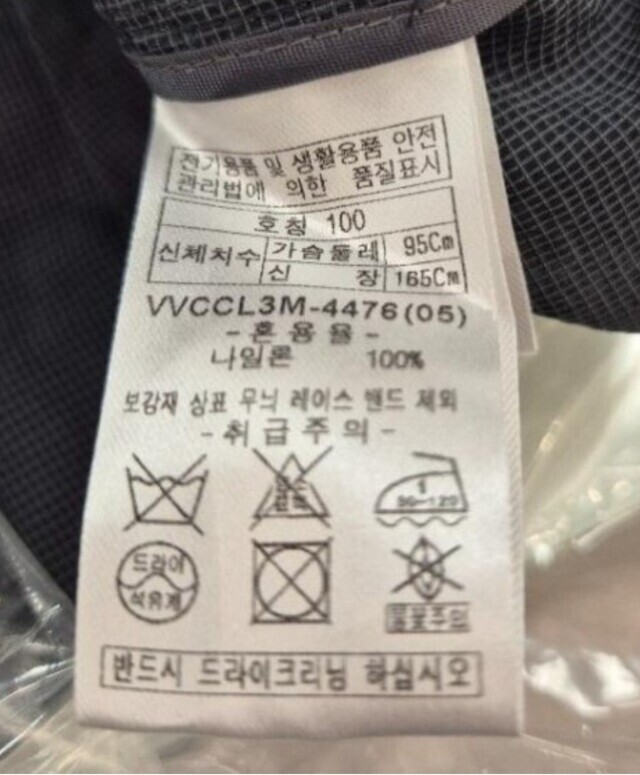 전기용품 및 생활용품 안전
관리법에 의한 품질표시
호칭 100
신체치수 가슴둘레 95Cm
신 장 165Cm
VVCCL3M-4476(05)
-혼용율-
나일론 100%
보강재 상표 무늬 레이스 밴드 제외
-취급주의-
드라이
석유계
반드시 드라이크리닝 하십시오